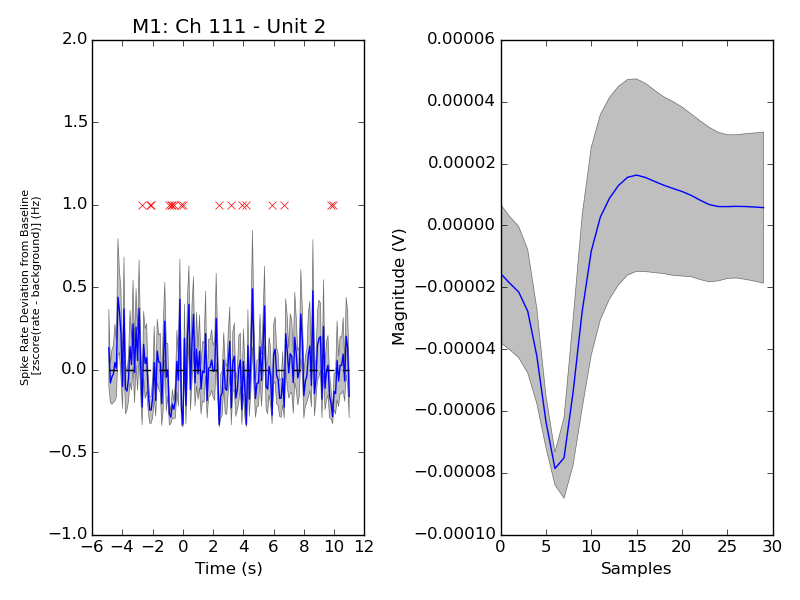 M1: Ch 111 - Unit 2
2.0
1.5
1.0
0.5
0.0
−0.5
−1.0
−6 −4 −2 0 2 4 6 8 10 12
Time (s)
Spike Rate Deviation from Baseline
[zscore(rate - background)] (Hz)
0.00006
0.00004
0.00002
0.00000
−0.00002
−0.00004
−0.00006
−0.00008
−0.00010
0 5 10 15 20 25 30
Samples
Magnitude (V)